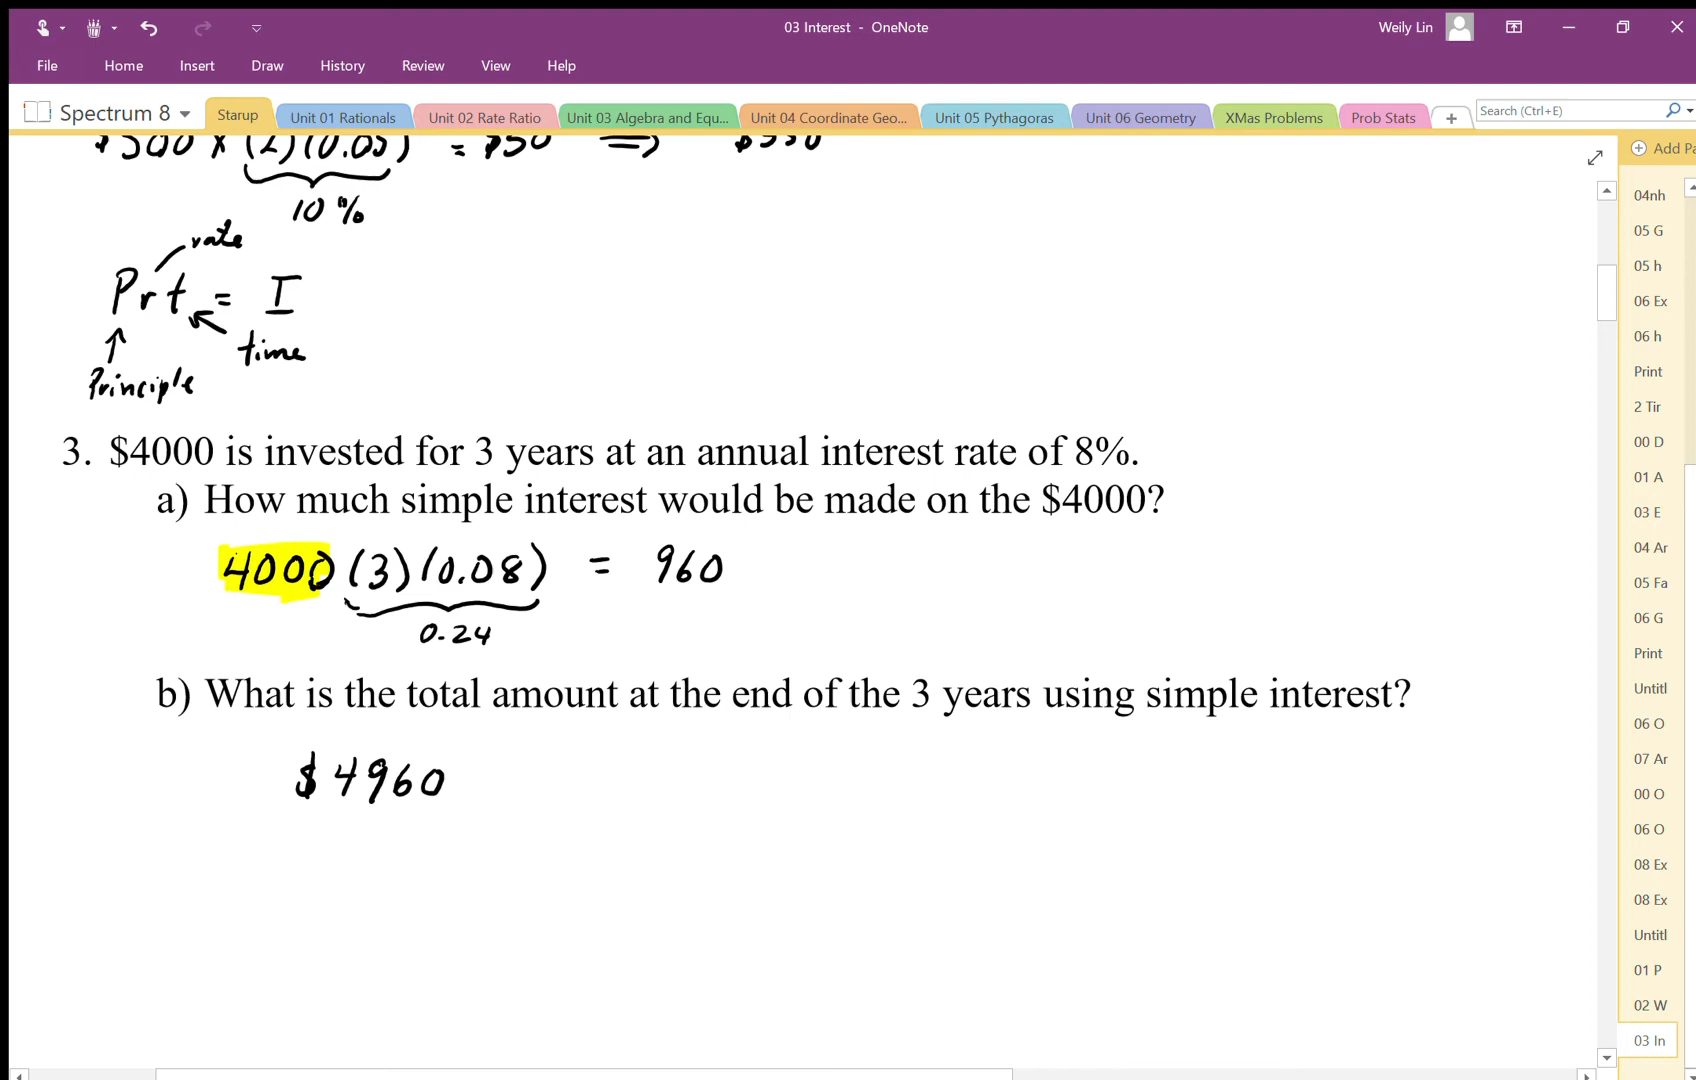 03 Interest - OneNote
Weily Lin
File Home Insert Draw History Review View Help
Spectrum 8
Starup Unit 01 Rationals Unit 02 Rate Ratio Unit 03 Algebra and Equ... Unit 04 Coordinate Geo... Unit 05 Pythagoras Unit 06 Geometry XMas Problems Prob Stats +
Search (Ctrl+E)
Add Pa
(2)(0.05) = $50 ⇒
10%
rate
Prt = I
time
Principle
3. $4000 is invested for 3 years at an annual interest rate of 8%.
a) How much simple interest would be made on the $4000?
4000 (3)(0.08) = 960
0.24
b) What is the total amount at the end of the 3 years using simple interest?
$4960
04nh
05 G
05 h
06 Ex
06 h
Print
2 Tir
00 D
01 A
03 E
04 Ar
05 Fa
06 G
Print
Untitl
06 O
07 Ar
00 O
06 O
08 Ex
08 Ex
Untitl
01 P
02 W
03 In